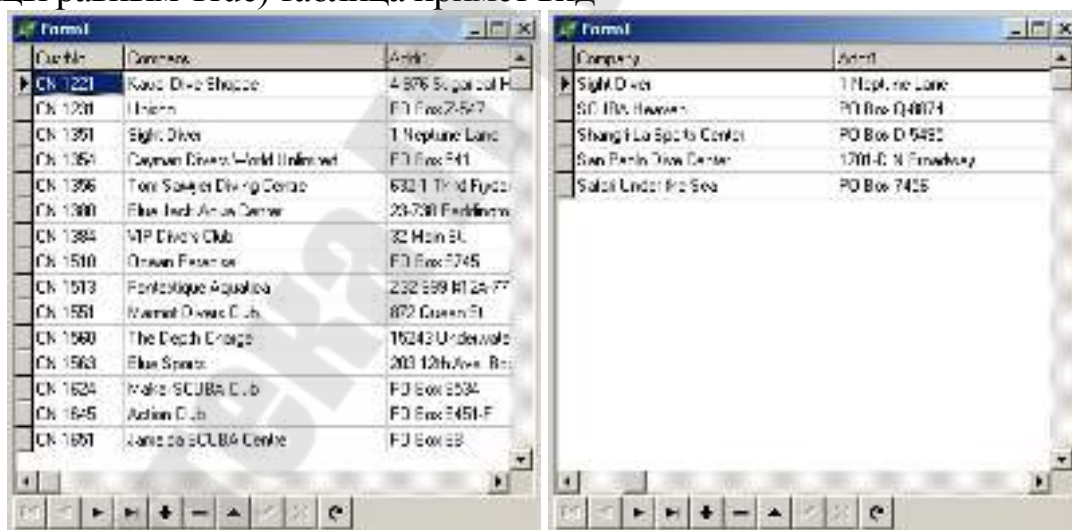 равным True) таблица примет вид
Form1
CustNo Company Addr1
CN 1221 Kauai Dive Shoppe 4-976 Sugarloaf H
CN 1231 Unisco PO Box Z-547
CN 1351 Sight Diver 1 Neptune Lane
CN 1354 Cayman Divers World Unlimited PO Box 541
CN 1356 Tom Sawyer Diving Centre 632-1 Third Fryden
CN 1380 Blue Jack Aqua Center 23-738 Paddington
CN 1384 VIP Divers Club 32 Main St.
CN 1510 Ocean Paradise PO Box 8745
CN 1513 Fantastique Aquatica Z32 999 #12A-77
CN 1551 Marmot Divers Club 872 Queen St.
CN 1560 The Depth Charge 15243 Underwate
CN 1563 Blue Sports 203 12th Ave. Box
CN 1624 Makai SCUBA Club PO Box 8534
CN 1645 Action Club PO Box 5451-F
CN 1651 Jamaica SCUBA Centre PO Box 68
Form1
Company Addr1
Sight Diver 1 Neptune Lane
SCUBA Heaven PO Box Q-8874
Shangri-La Sports Center PO Box D-5495
San Pablo Dive Center 1701-D N Broadway
Safari Under the Sea PO Box 7456